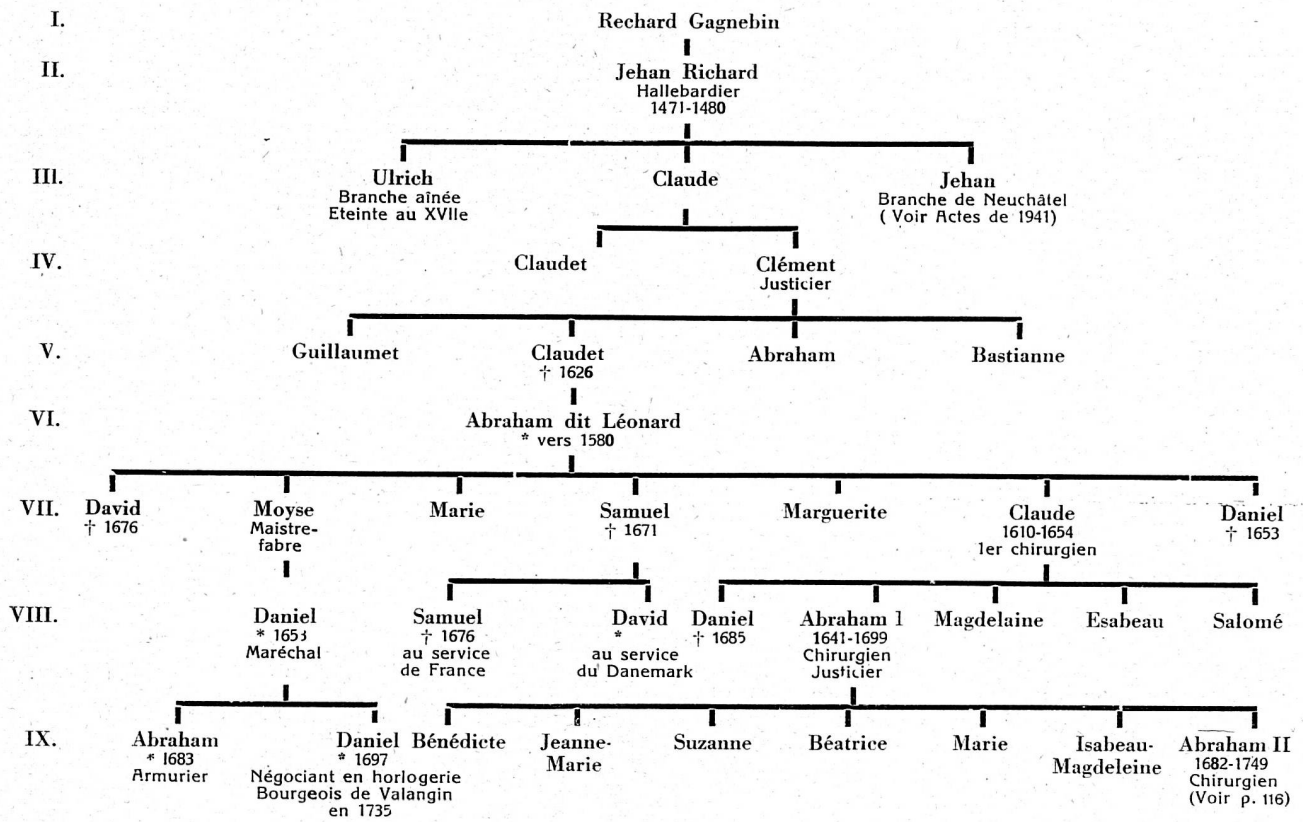 I.
Rechard Gagnebin
II.
Jehan Richard
Hallebardier
1471-1480
III.
Ulrich
Branche aînée
Eteinte au XVIIe
Claude
Jehan
Branche de Neuchâtel
( Voir Actes de 1941)
IV.
Claudet
Clément
Justicier
V.
Guillaumet
Claudet
† 1626
Abraham
Bastianne
VI.
Abraham dit Léonard
* vers 1580
VII.
David
† 1676
Moyse
Maistre-
fabre
Marie
Samuel
† 1671
Marguerite
Claude
1610-1654
1er chirurgien
Daniel
† 1653
VIII.
Daniel
* 1653
Maréchal
Samuel
† 1676
au service
de France
David
*
au service
du Danemark
Daniel
† 1685
Abraham I
1641-1699
Chirurgien
Justicier
Magdelaine
Esabeau
Salomé
IX.
Abraham
* 1683
Armurier
Daniel
* 1697
Négociant en horlogerie
Bourgeois de Valangin
en 1735
Bénédicte
Jeanne-
Marie
Suzanne
Béatrice
Marie
Isabeau-
Magdeleine
Abraham II
1682-1749
Chirurgien
(Voir p. 116)